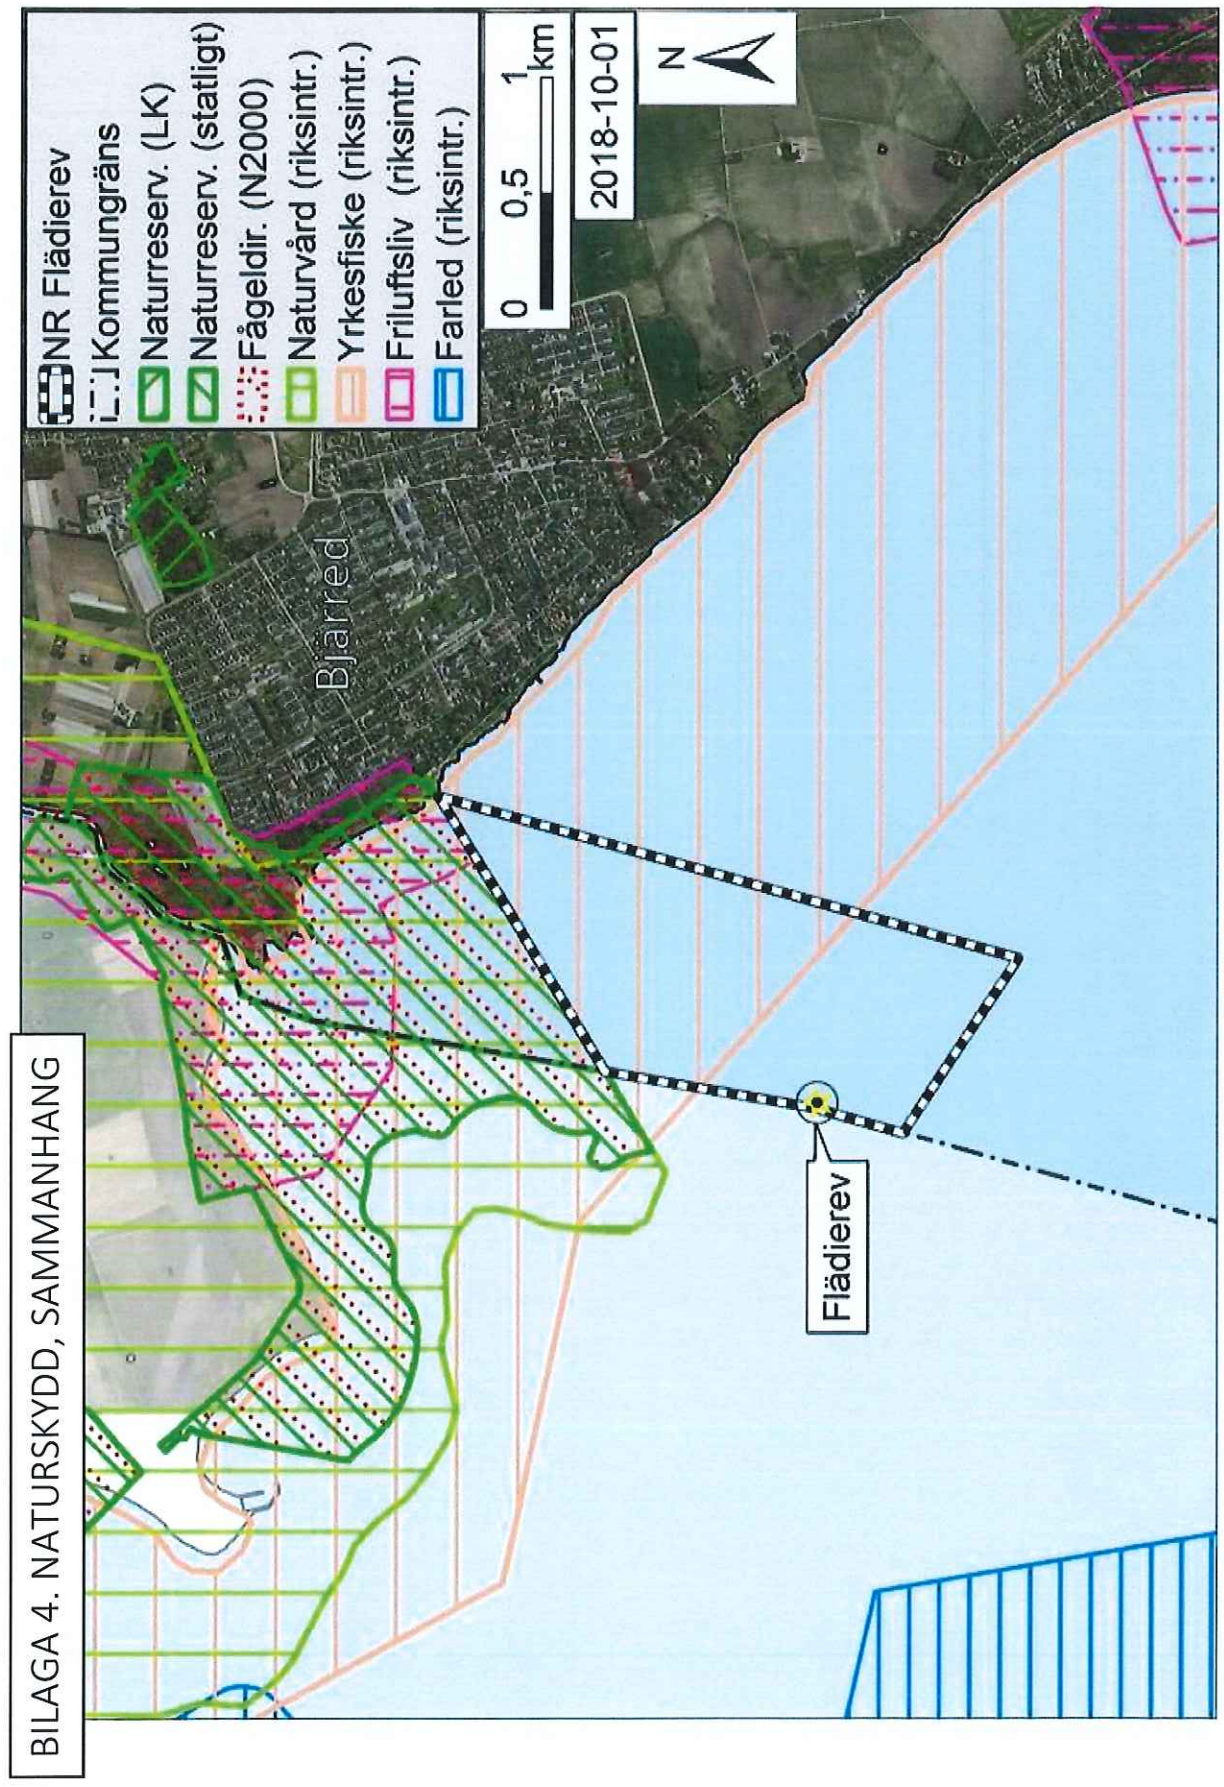 BILAGA 4. NATURSKYDD, SAMMANHANG
NR Flädierev
Kommungräns
Naturreserv. (LK)
Naturreserv. (statligt)
Fågeldir. (N2000)
Naturvård (riksintr.)
Yrkesfiske (riksintr.)
Friluftsliv (riksintr.)
Farled (riksintr.)
0 0,5 1 km
2018-10-01
N
Bjärred
Flädierev